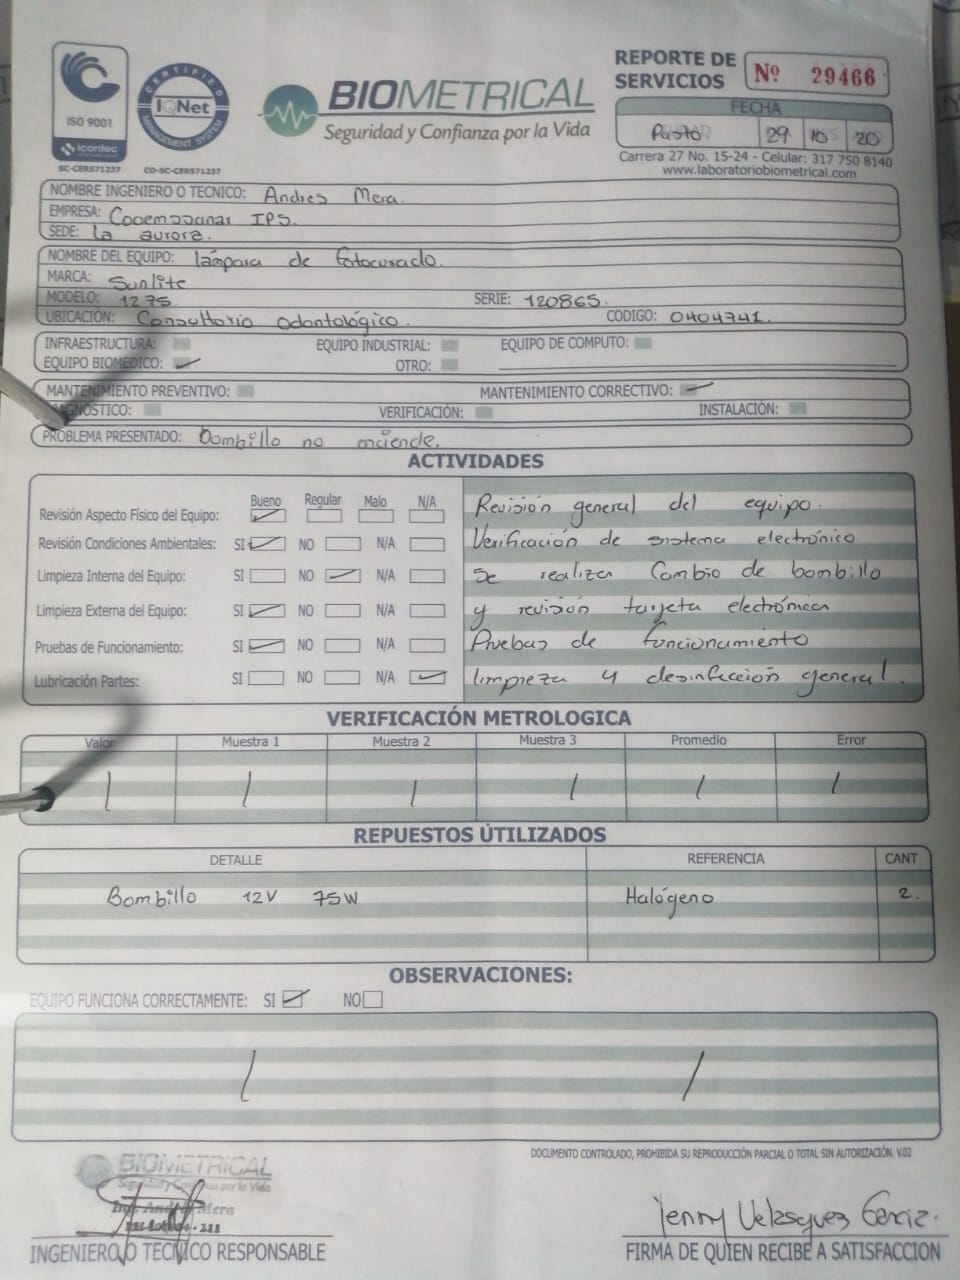 ISO 9001
icontec
SC-CER571237
CERTIFIED
IQNet
MANAGEMENT SYSTEM
CO-SC-CER571237
BIOMETRICAL
Seguridad y Confianza por la Vida
REPORTE DE SERVICIOS Nº 29466
FECHA
Pasto 29 10 20
Carrera 27 No. 15-24 - Celular: 317 750 8140
www.laboratoriobiometrical.com
NOMBRE INGENIERO O TECNICO: Andres Mera.
EMPRESA: Cooemssanar IPS.
SEDE: la aurora.
NOMBRE DEL EQUIPO: lámpara de fotocurado.
MARCA: Sunlite
MODELO: 1275 SERIE: 120865.
UBICACIÓN: Consultorio Odontológico. CODIGO: 0404741.
INFRAESTRUCTURA: EQUIPO INDUSTRIAL: EQUIPO DE COMPUTO:
EQUIPO BIOMEDICO: OTRO:
MANTENIMIENTO PREVENTIVO: MANTENIMIENTO CORRECTIVO:
AGNOSTICO: VERIFICACIÓN: INSTALACIÓN:
PROBLEMA PRESENTADO: Bombillo no enciende.
ACTIVIDADES
Bueno Regular Malo N/A
Revisión Aspecto Físico del Equipo:
Revisión Condiciones Ambientales: SI NO N/A
Limpieza Interna del Equipo: SI NO N/A
Limpieza Externa del Equipo: SI NO N/A
Pruebas de Funcionamiento: SI NO N/A
Lubricación Partes: SI NO N/A
Revisión general del equipo.
Verificación de sistema electrónico
Se realiza Cambio de bombillo
y revisión targeta electrónica
Pruebas de funcionamiento
limpieza y desinfección general.
VERIFICACIÓN METROLOGICA
Valor Muestra 1 Muestra 2 Muestra 3 Promedio Error
/ / / / / /
REPUESTOS ÚTILIZADOS
DETALLE REFERENCIA CANT
Bombillo 12V 75W Halógeno 2.
OBSERVACIONES:
EQUIPO FUNCIONA CORRECTAMENTE: SI NO
/ /
DOCUMENTO CONTROLADO, PROHIBIDA SU REPRODUCCIÓN PARCIAL O TOTAL SIN AUTORIZACIÓN. V.02
BIOMETRICAL
Seguridad y Confianza por la Vida
Ing. Andrés Mera
INGENIERO O TECNICO RESPONSABLE
Yenny Velasquez Garcia.
FIRMA DE QUIEN RECIBE A SATISFACCION